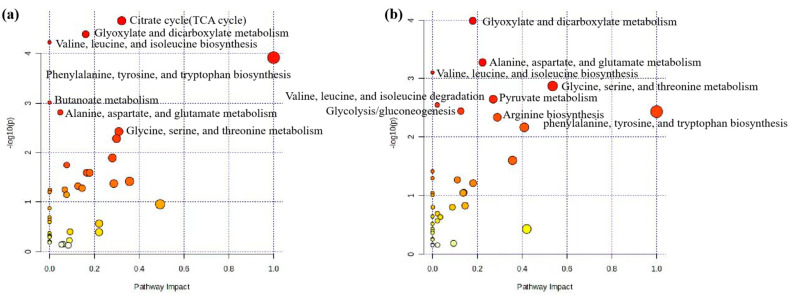 (a)
Citrate cycle(TCA cycle)
Glyoxylate and dicarboxylate metabolism
Valine, leucine, and isoleucine biosynthesis
Phenylalanine, tyrosine, and tryptophan biosynthesis
Butanoate metabolism
Alanine, aspartate, and glutamate metabolism
Glycine, serine, and threonine metabolism
-log10(p)
4
3
2
1
0
0.0 0.2 0.4 0.6 0.8 1.0
Pathway Impact
(b)
Glyoxylate and dicarboxylate metabolism
Alanine, aspartate, and glutamate metabolism
Valine, leucine, and isoleucine biosynthesis
Glycine, serine, and threonine metabolism
Valine, leucine, and isoleucine degradation
Pyruvate metabolism
Glycolysis/gluconeogenesis
Arginine biosynthesis
phenylalanine, tyrosine, and tryptophan biosynthesis
-log10(p)
4
3
2
1
0
0.0 0.2 0.4 0.6 0.8 1.0
Pathway Impact